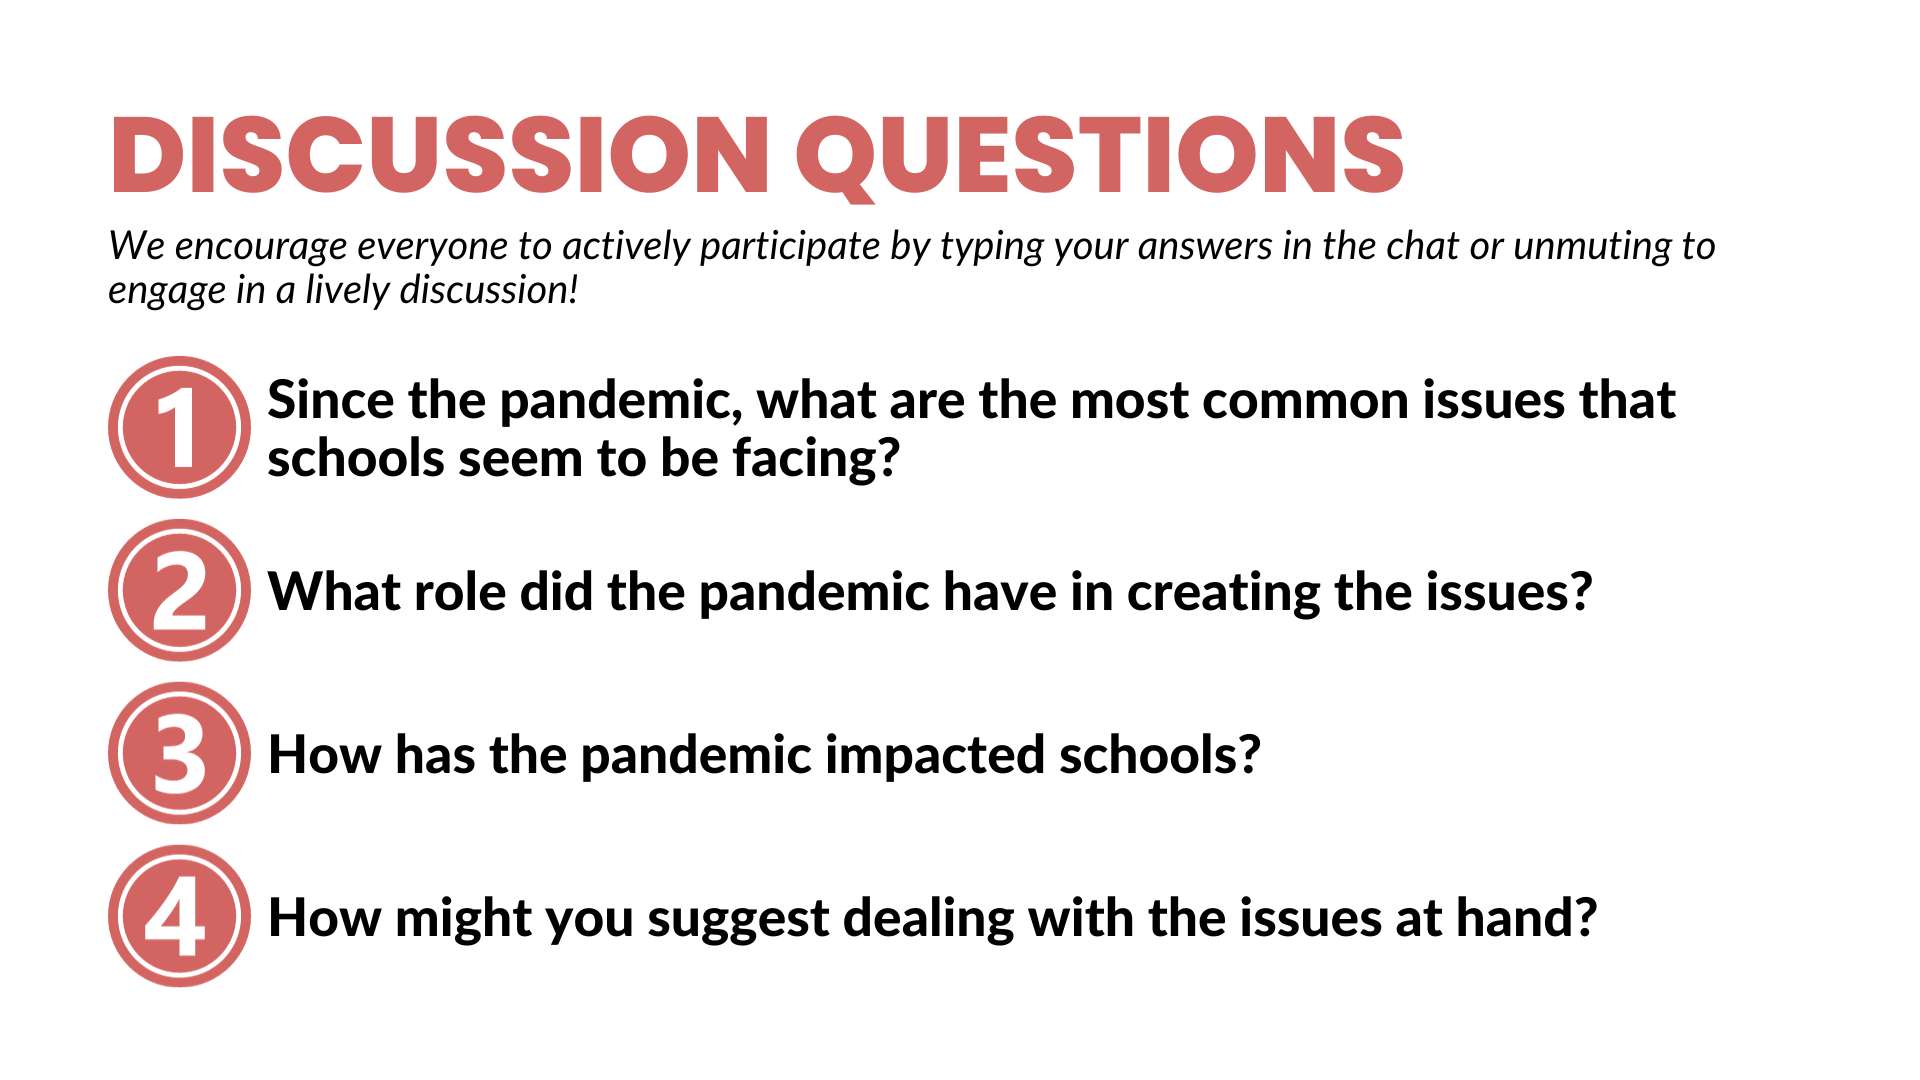 DISCUSSION QUESTIONS
We encourage everyone to actively participate by typing your answers in the chat or unmuting to
engage in a lively discussion!
1 Since the pandemic, what are the most common issues that
schools seem to be facing?
2 What role did the pandemic have in creating the issues?
3 How has the pandemic impacted schools?
4 How might you suggest dealing with the issues at hand?